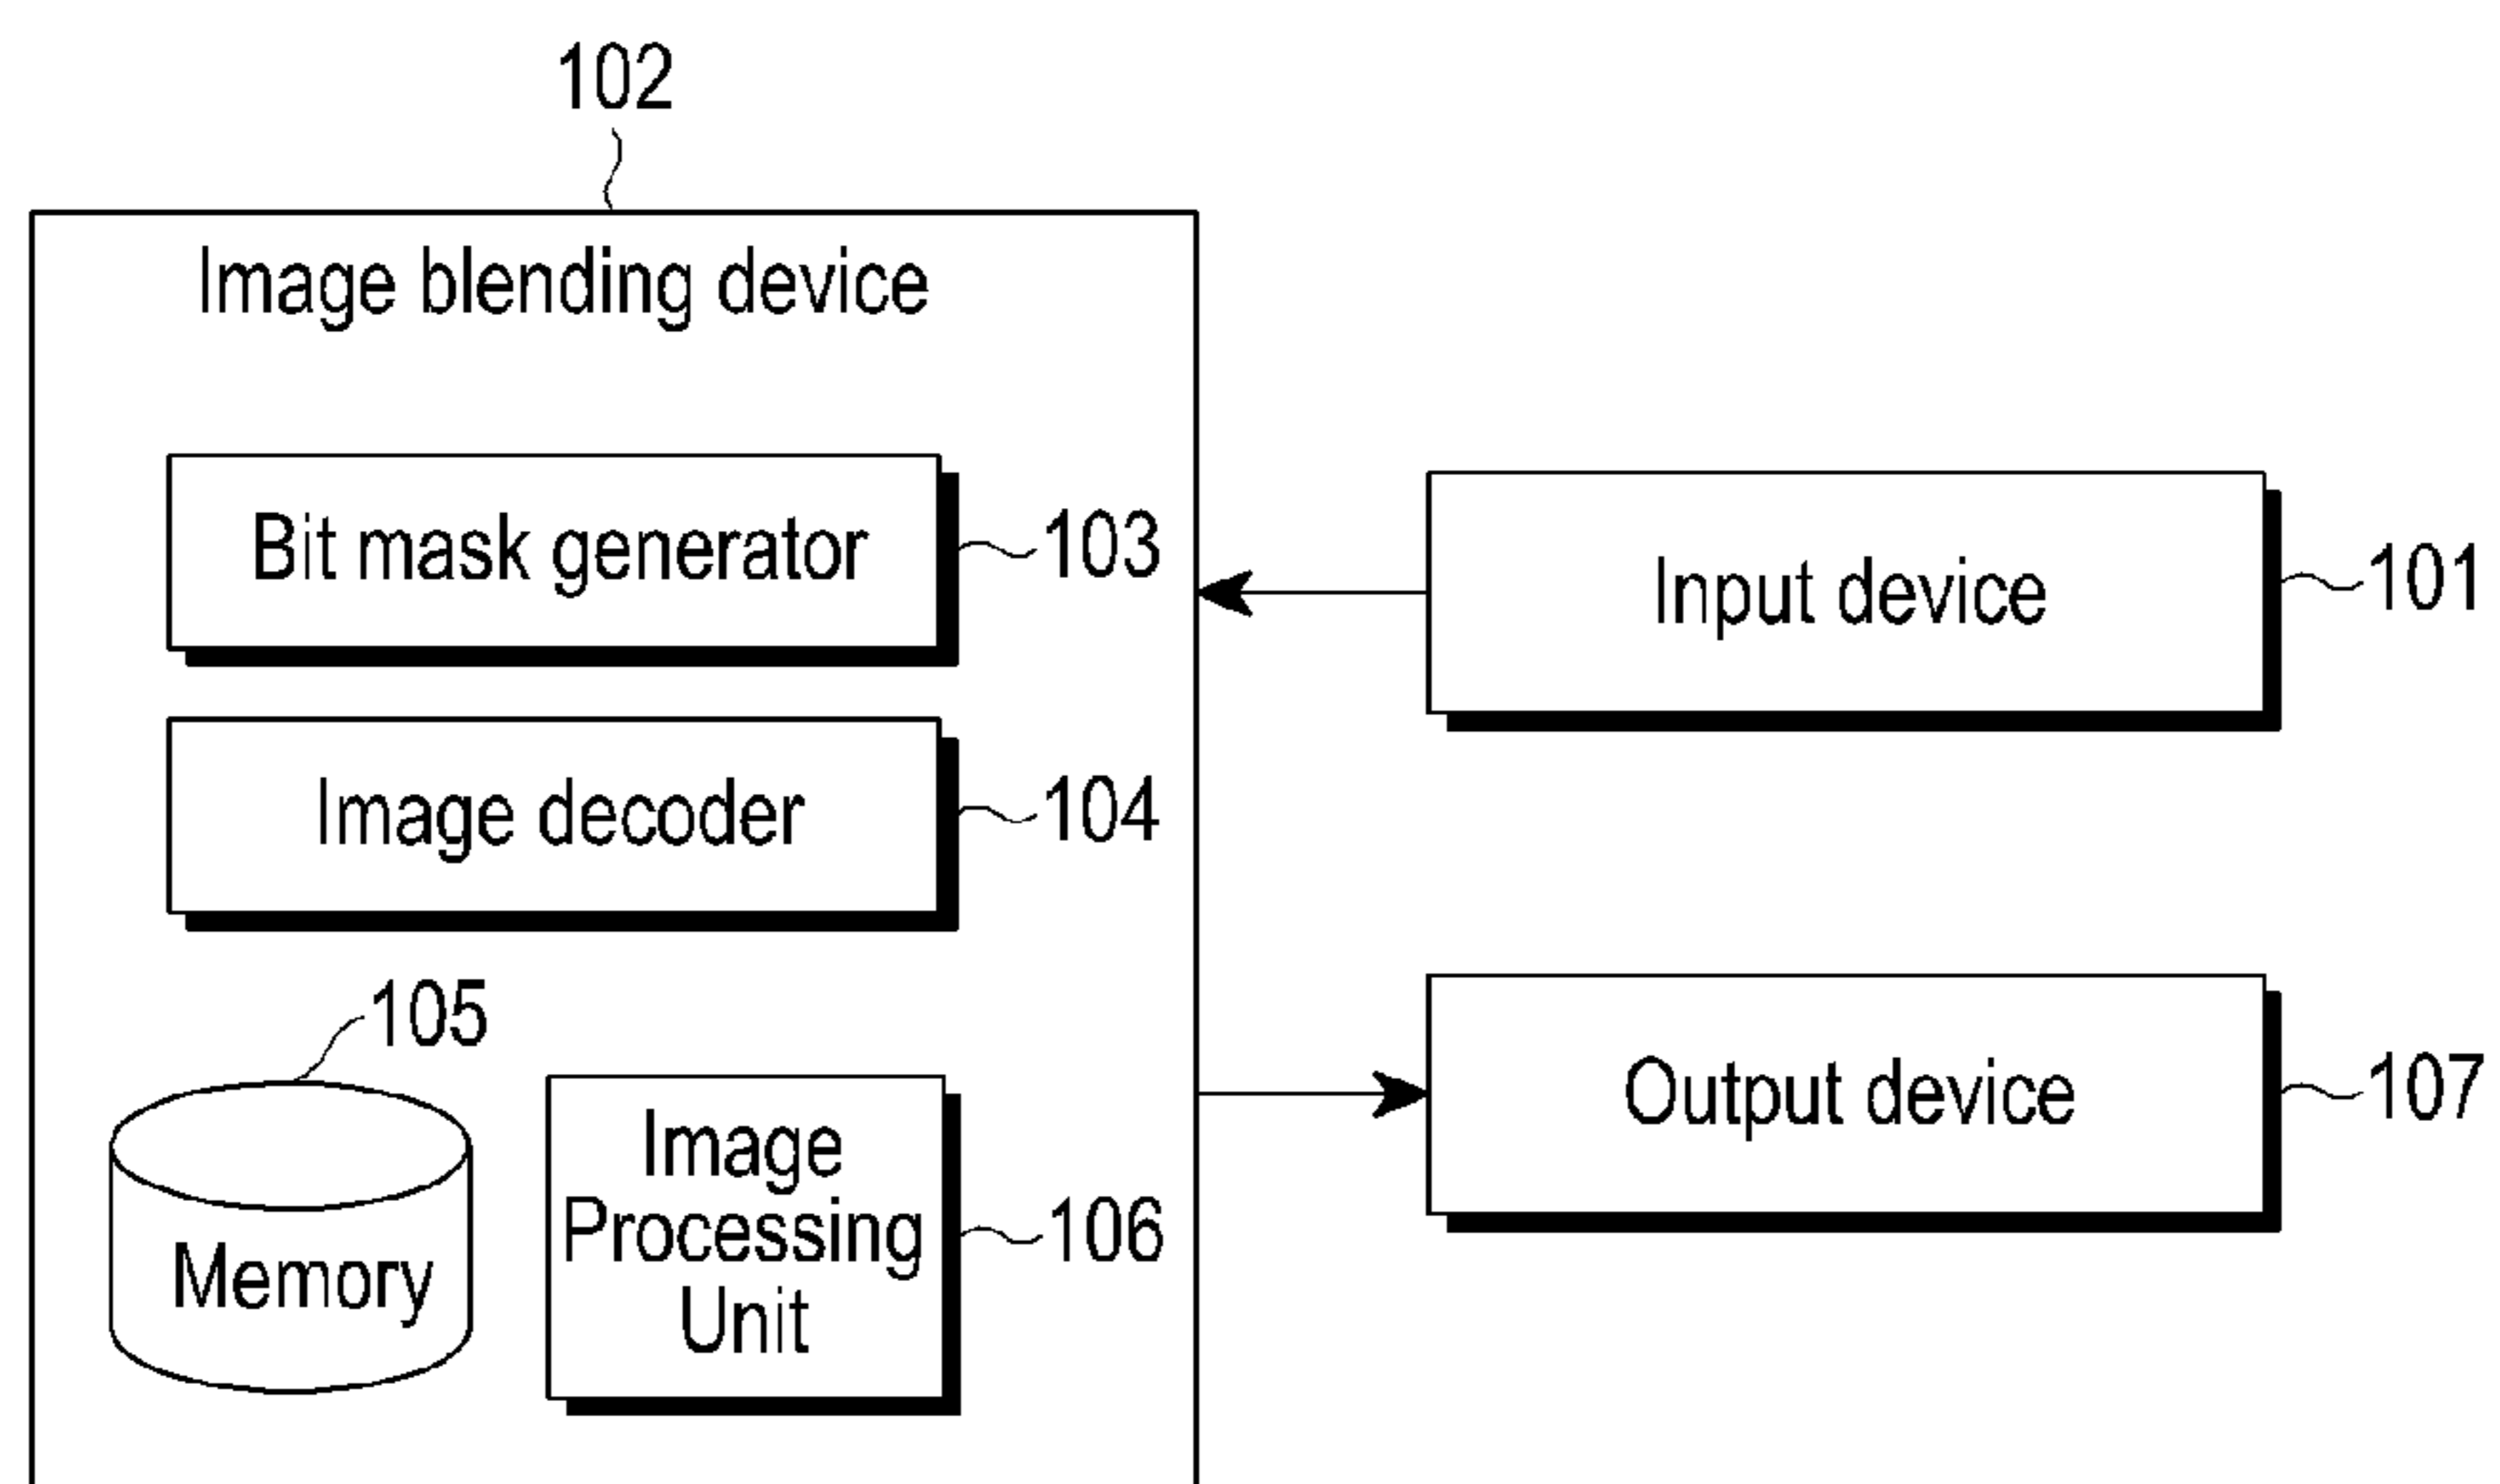 102
Image blending device
Bit mask generator
103
Input device
101
Image decoder
104
105
Memory
Image
Processing
Unit
106
Output device
107